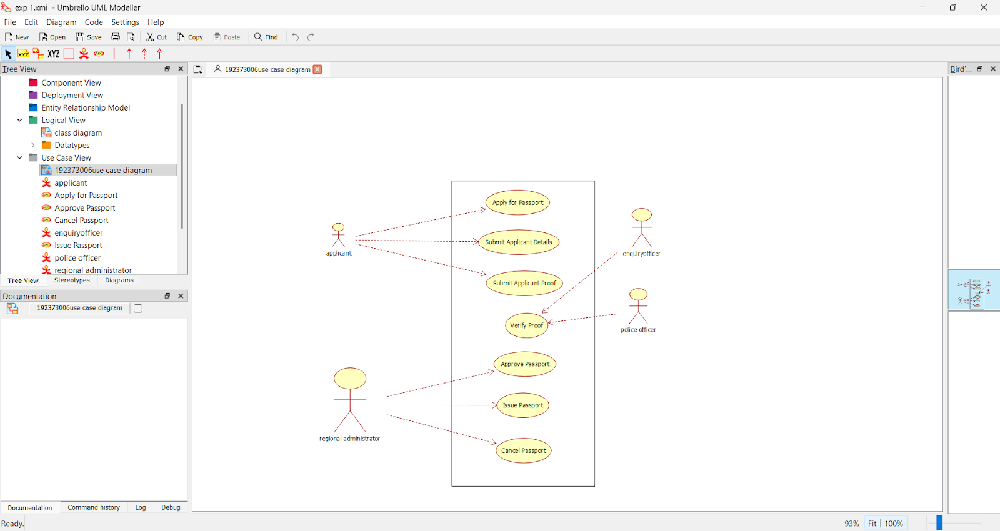 exp 1.xmi - Umbrello UML Modeller
File Edit Diagram Code Settings Help
New Open Save Cut Copy Paste Find
XYZ XYZ XYZ ABC
Tree View
192373006use case diagram
Bird'...
Component View
Deployment View
Entity Relationship Model
Logical View
class diagram
Datatypes
Use Case View
192373006use case diagram
applicant
Apply for Passport
Approve Passport
Cancel Passport
enquiryofficer
Issue Passport
police officer
regional administrator
Tree View Stereotypes Diagrams
Documentation
192373006use case diagram
Apply for Passport
Submit Applicant Details
applicant
enquiryofficer
Submit Applicant Proof
Verify Proof
police officer
Approve Passport
Issue Passport
regional administrator
Cancel Passport
Documentation Command history Log Debug
Ready.
93% Fit 100%